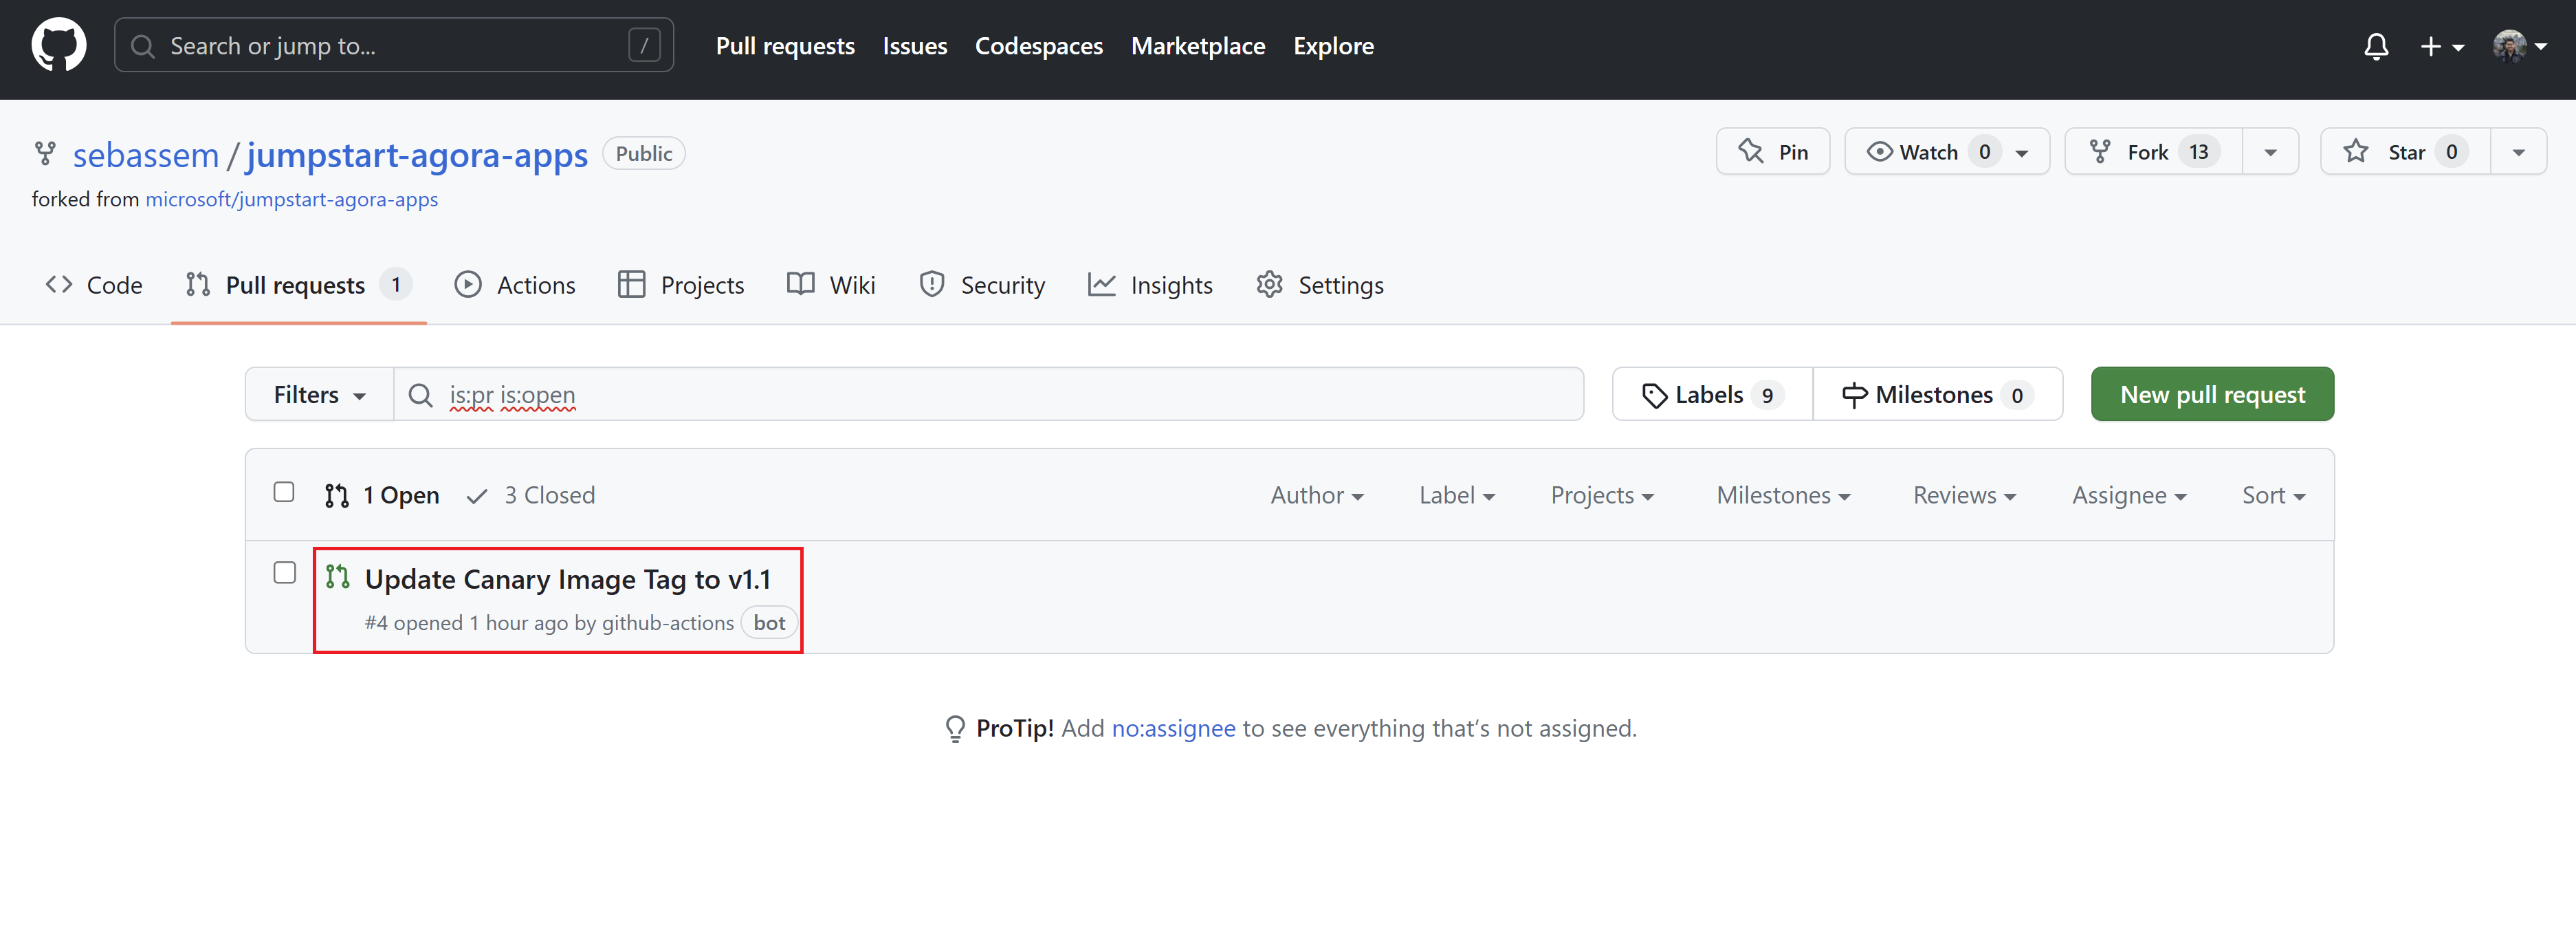 Search or jump to... / Pull requests Issues Codespaces Marketplace Explore
sebassem / jumpstart-agora-apps Public Pin Watch 0 Fork 13 Star 0
forked from microsoft/jumpstart-agora-apps
Code Pull requests 1 Actions Projects Wiki Security Insights Settings
Filters is:pr is:open Labels 9 Milestones 0 New pull request
1 Open 3 Closed Author Label Projects Milestones Reviews Assignee Sort
Update Canary Image Tag to v1.1
#4 opened 1 hour ago by github-actions bot
ProTip! Add no:assignee to see everything that’s not assigned.